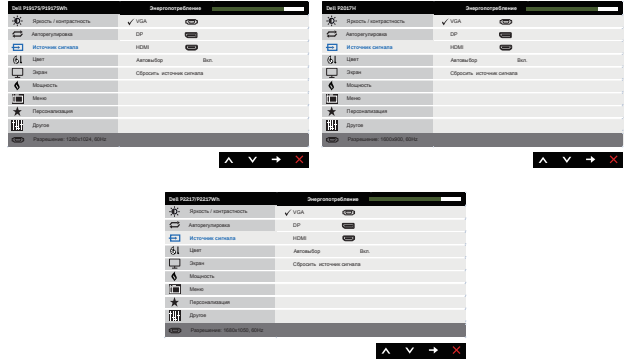 Dell P1917S/P1917SWh Энергопотребление
Яркость / контрастность VGA
Авторегулировка DP
Источник сигнала HDMI
Цвет Автовыбор Вкл.
Экран Сбросить источник сигнала
Мощность
Меню
Персонализация
Другое
Разрешение: 1280x1024, 60Hz
Dell P2017H Энергопотребление
Яркость / контрастность VGA
Авторегулировка DP
Источник сигнала HDMI
Цвет Автовыбор Вкл.
Экран Сбросить источник сигнала
Мощность
Меню
Персонализация
Другое
Разрешение: 1600x900, 60Hz
Dell P2217/P2217Wh Энергопотребление
Яркость / контрастность VGA
Авторегулировка DP
Источник сигнала HDMI
Цвет Автовыбор Вкл.
Экран Сбросить источник сигнала
Мощность
Меню
Персонализация
Другое
Разрешение: 1680x1050, 60Hz